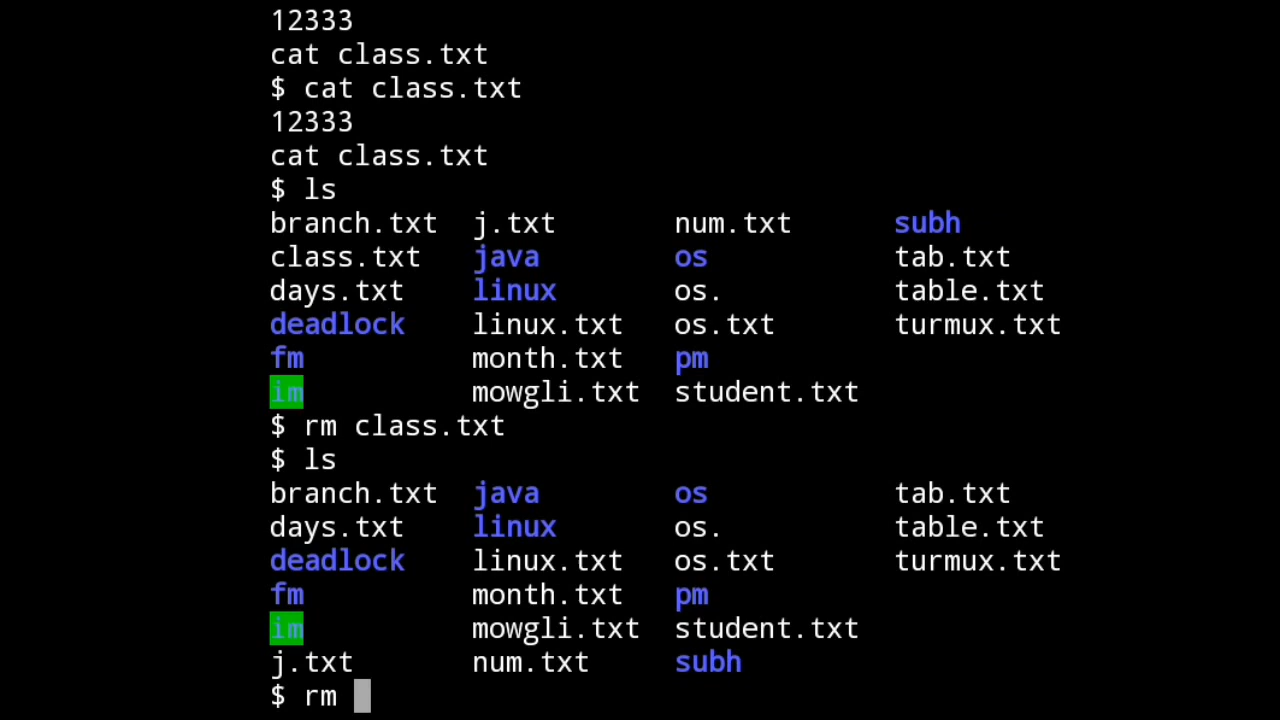 12333
cat class.txt
$ cat class.txt
12333
cat class.txt
$ ls
branch.txt  j.txt       num.txt      subh
class.txt   java        os           tab.txt
days.txt    linux       os.          table.txt
deadlock    linux.txt   os.txt       turmux.txt
fm          month.txt   pm
im          mowgli.txt  student.txt
$ rm class.txt
$ ls
branch.txt  java        os           tab.txt
days.txt    linux       os.          table.txt
deadlock    linux.txt   os.txt       turmux.txt
fm          month.txt   pm
im          mowgli.txt  student.txt
j.txt       num.txt     subh
$ rm